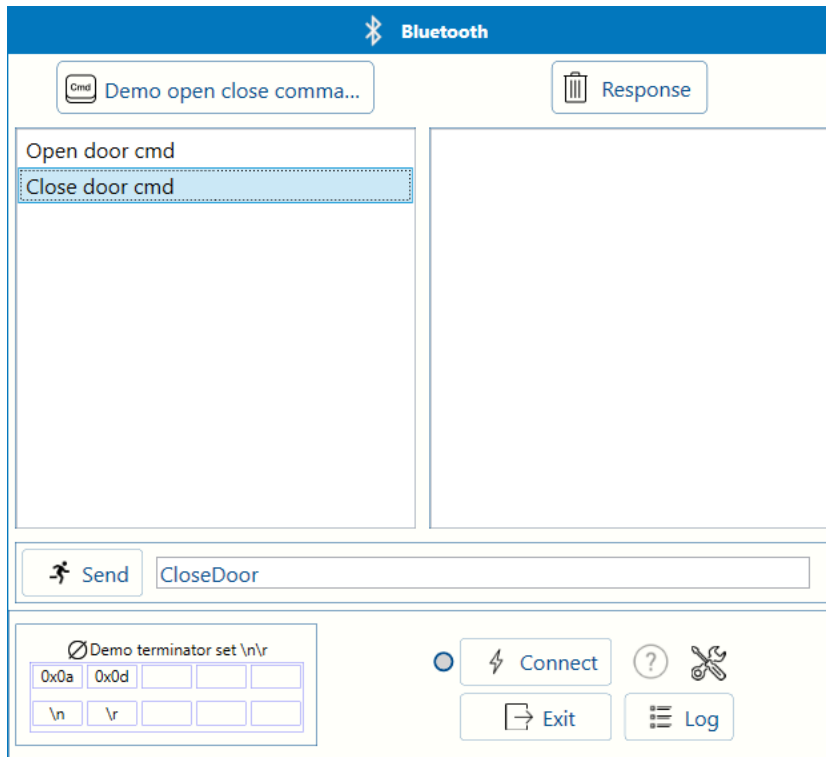 Bluetooth
Cmd Demo open close comma...
Response
Open door cmd
Close door cmd
Send CloseDoor
Demo terminator set \n\r
0x0a 0x0d
\n \r
Connect ?
Exit Log